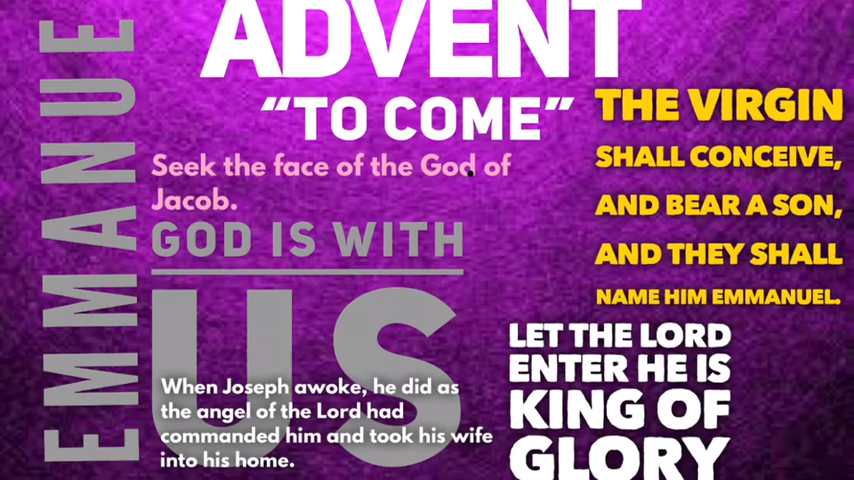 ADVENT
"TO COME"
EMMANUE
Seek the face of the God of
Jacob.
GOD IS WITH
US
When Joseph awoke, he did as
the angel of the Lord had
commanded him and took his wife
into his home.
THE VIRGIN
SHALL CONCEIVE,
AND BEAR A SON,
AND THEY SHALL
NAME HIM EMMANUEL.
LET THE LORD
ENTER HE IS
KING OF
GLORY